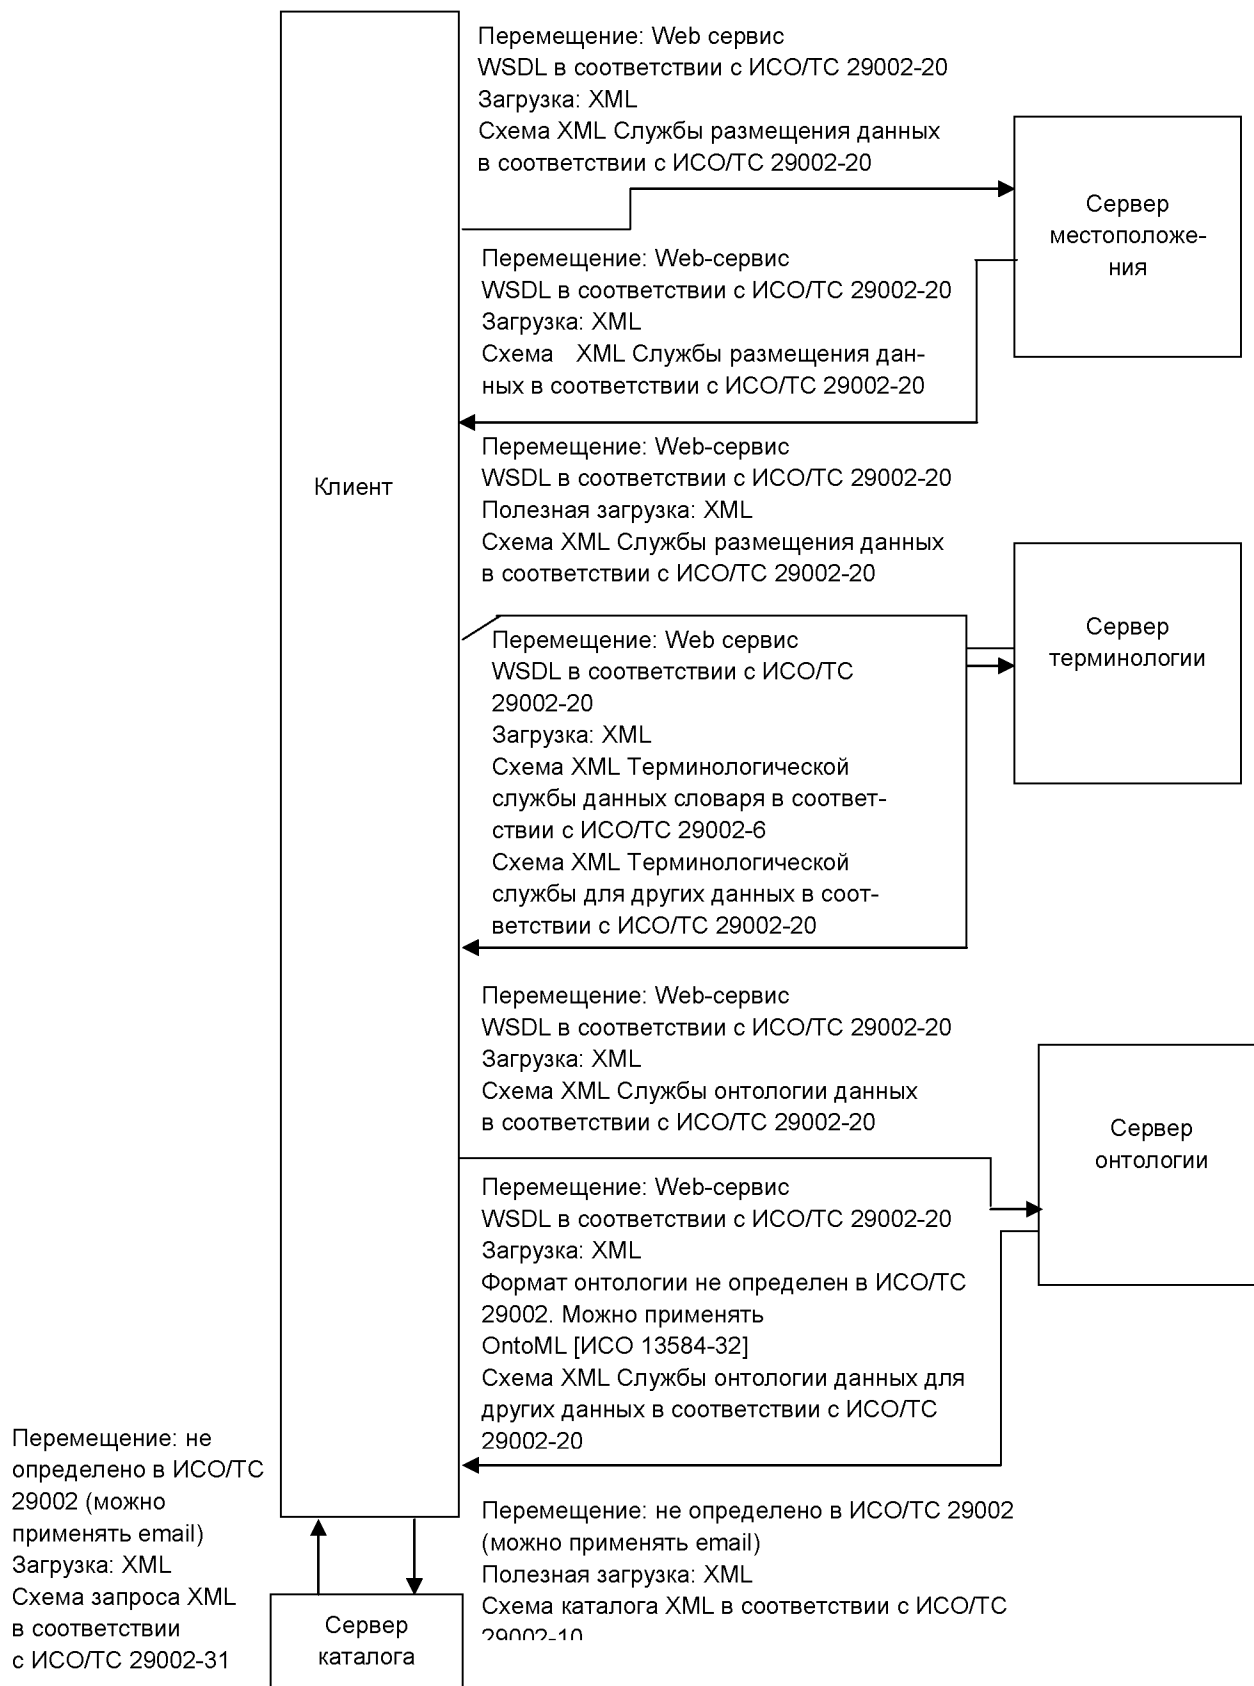 Перемещение: Web сервис
WSDL в соответствии с ИСО/ТС 29002-20
Загрузка: XML
Схема XML Службы размещения данных
в соответствии с ИСО/ТС 29002-20
Сервер
местоположе-
ния
Перемещение: Web-сервис
WSDL в соответствии с ИСО/ТС 29002-20
Загрузка: XML
Схема XML Службы размещения дан-
ных в соответствии с ИСО/ТС 29002-20
Клиент
Перемещение: Web-сервис
WSDL в соответствии с ИСО/ТС 29002-20
Полезная загрузка: XML
Схема XML Службы размещения данных
в соответствии с ИСО/ТС 29002-20
Сервер
терминологии
Перемещение: Web сервис
WSDL в соответствии с ИСО/ТС
29002-20
Загрузка: XML
Схема XML Терминологической
службы данных словаря в соответ-
ствии с ИСО/ТС 29002-6
Схема XML Терминологической
службы для других данных в соот-
ветствии с ИСО/ТС 29002-20
Перемещение: Web-сервис
WSDL в соответствии с ИСО/ТС 29002-20
Загрузка: XML
Схема XML Службы онтологии данных
в соответствии с ИСО/ТС 29002-20
Сервер
онтологии
Перемещение: Web-сервис
WSDL в соответствии с ИСО/ТС 29002-20
Загрузка: XML
Формат онтологии не определен в ИСО/ТС
29002. Можно применять
OntoML [ИСО 13584-32]
Схема XML Службы онтологии данных для
других данных в соответствии с ИСО/ТС
29002-20
Перемещение: не
определено в ИСО/ТС
29002 (можно
применять email)
Загрузка: XML
Схема запроса XML
в соответствии
с ИСО/ТС 29002-31
Сервер
каталога
Перемещение: не определено в ИСО/ТС 29002
(можно применять email)
Полезная загрузка: XML
Схема каталога XML в соответствии с ИСО/ТС
29002-10